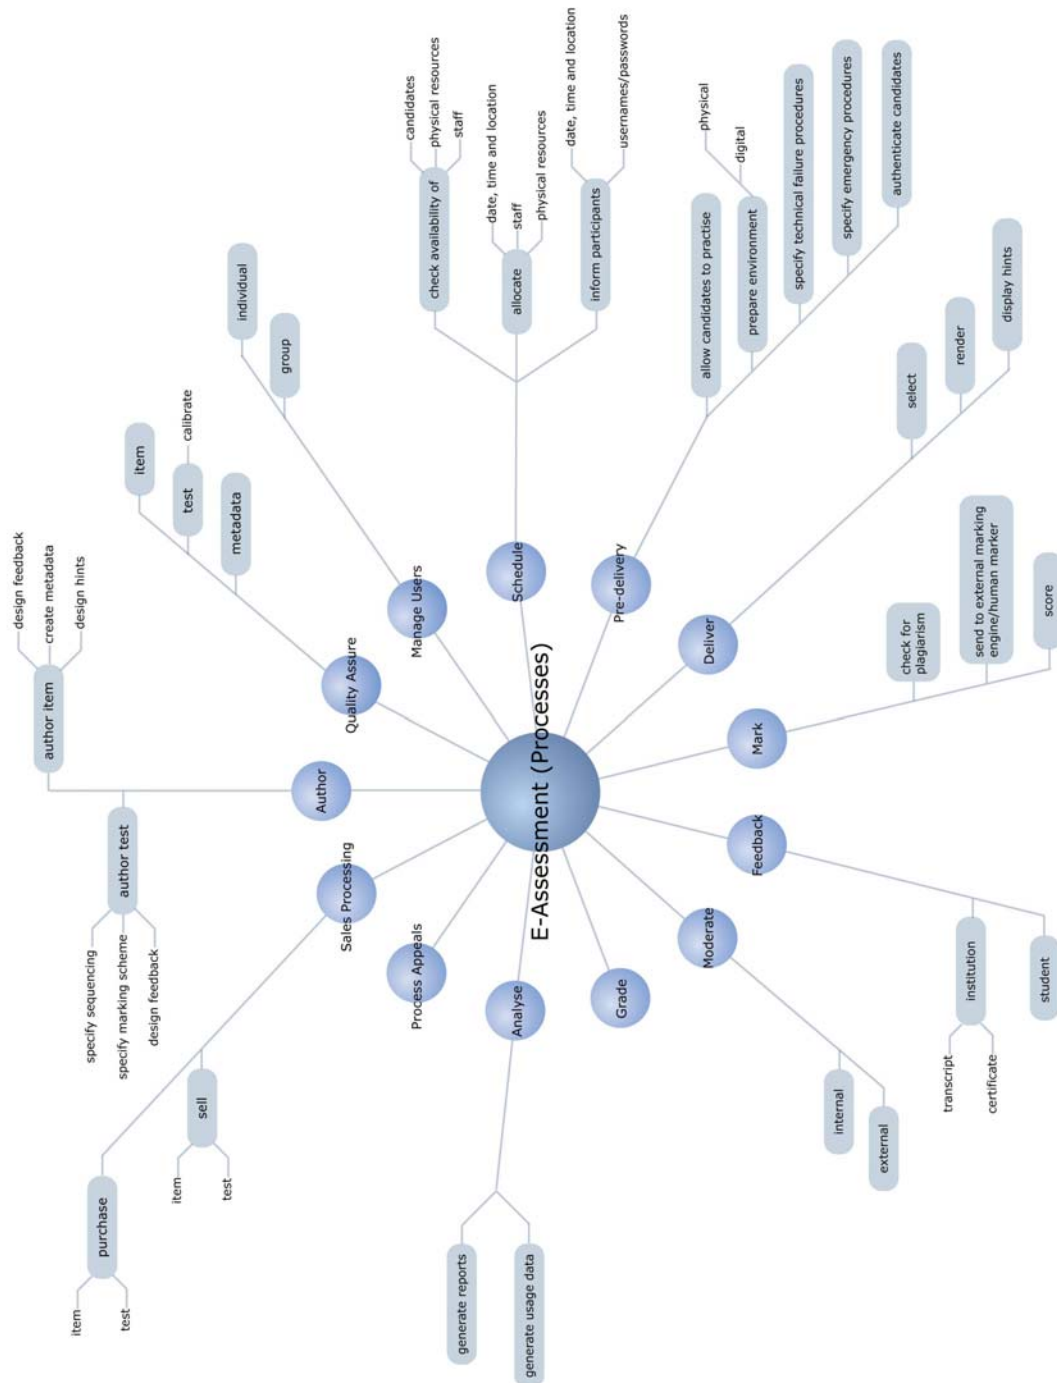 E-Assessment (Processes)
Author
author item
design feedback
create metadata
design hints
author test
specify sequencing
specify marking scheme
design feedback
Quality Assure
item
test
calibrate
metadata
Manage Users
individual
group
Schedule
check availability of
candidates
physical resources
staff
allocate
date, time and location
staff
physical resources
inform participants
date, time and location
usernames/passwords
Pre-delivery
allow candidates to practise
prepare environment
physical
digital
specify technical failure procedures
specify emergency procedures
authenticate candidates
Deliver
select
render
display hints
Mark
check for
plagiarism
send to external marking
engine/human marker
score
Feedback
institution
transcript
certificate
student
Moderate
internal
external
Grade
Analyse
generate reports
generate usage data
Process Appeals
Sales Processing
purchase
item
test
sell
item
test